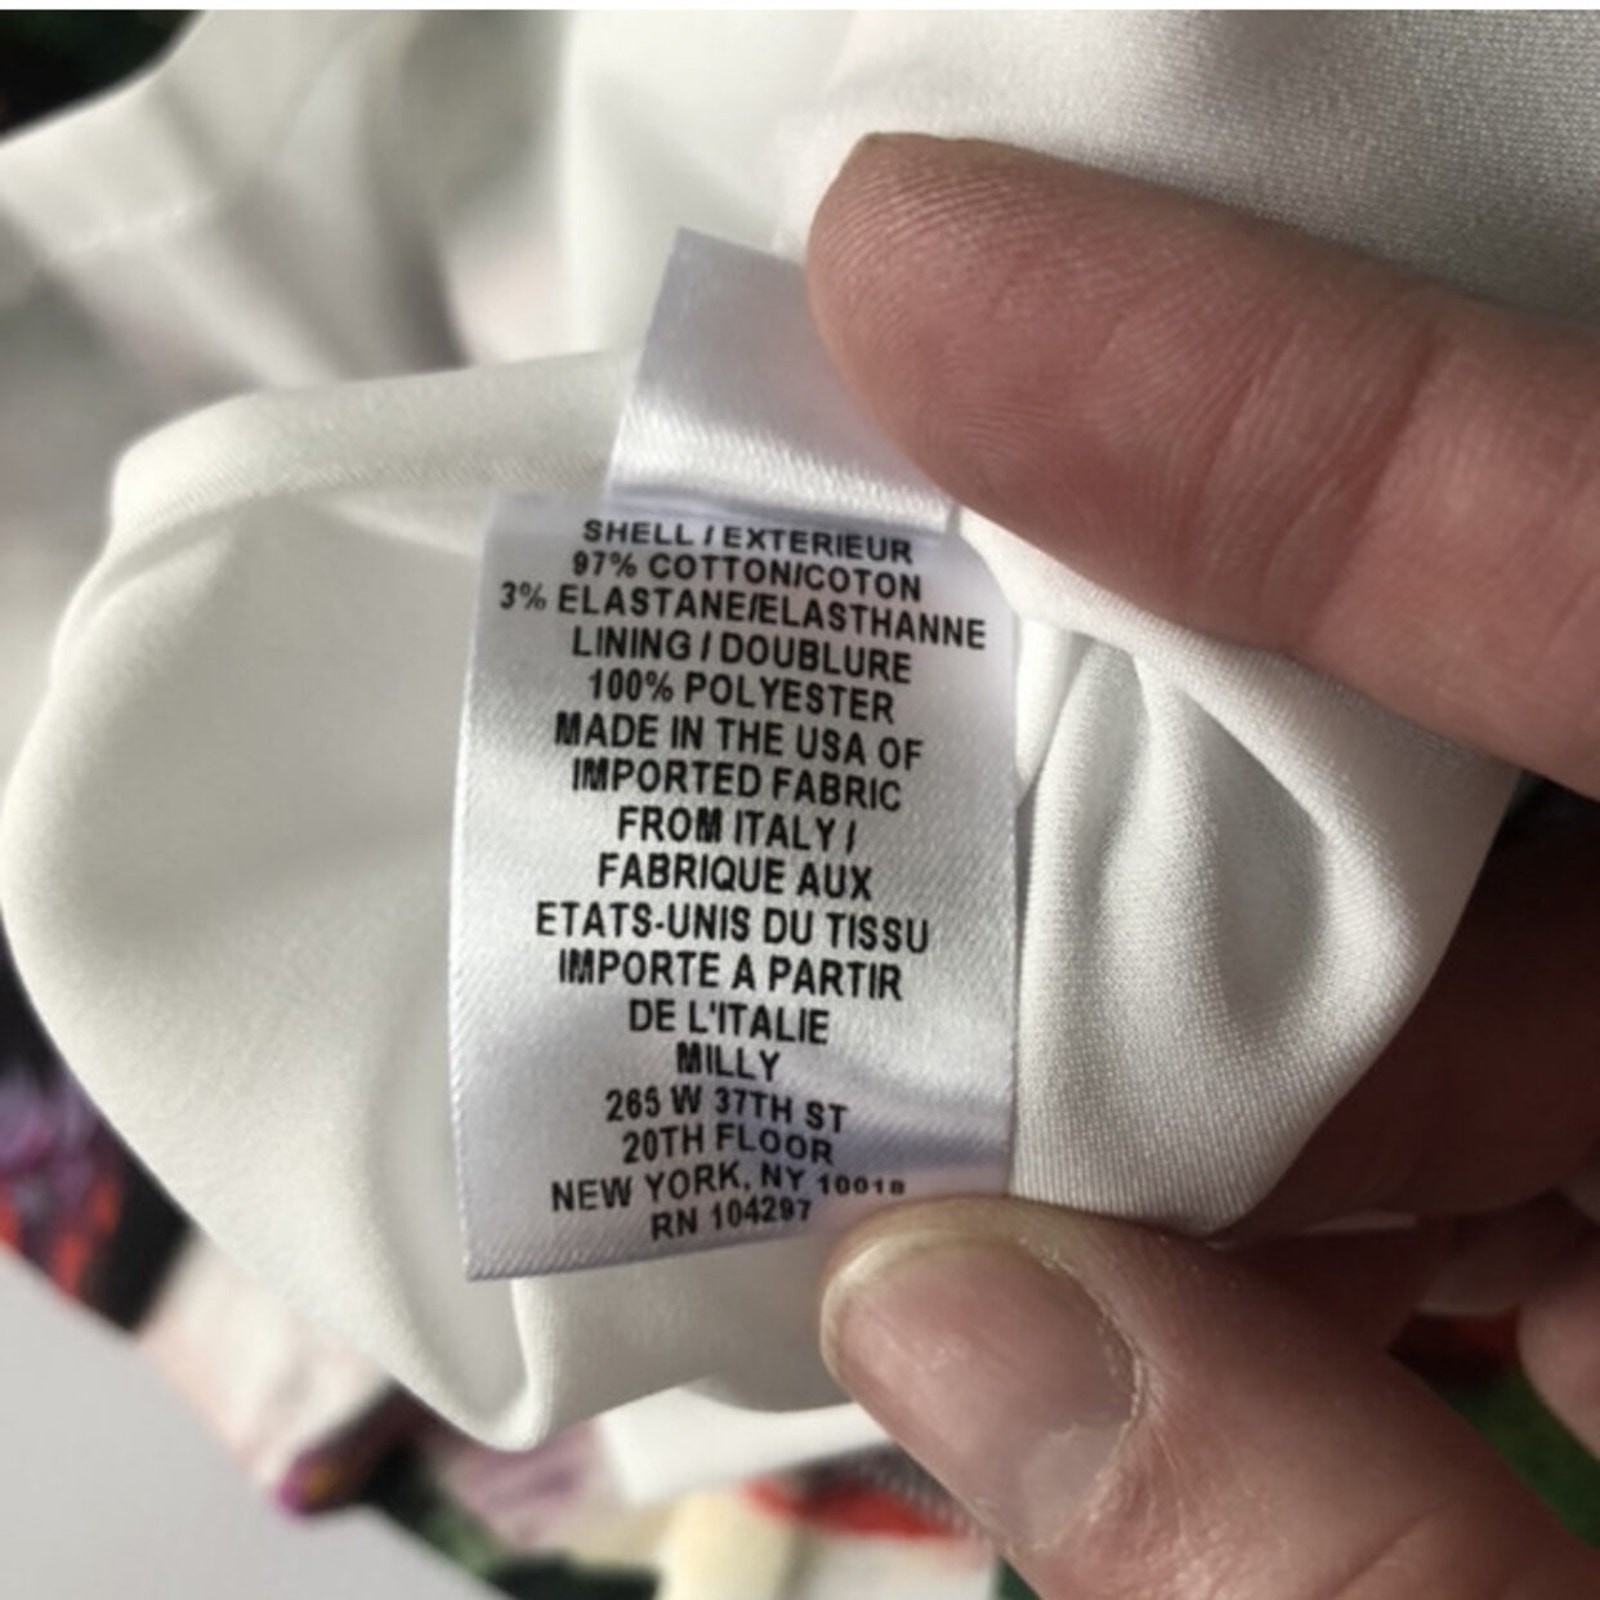 SHELL / EXTERIEUR
97% COTTON/COTON
3% ELASTANE/ELASTHANNE
LINING / DOUBLURE
100% POLYESTER
MADE IN THE USA OF
IMPORTED FABRIC
FROM ITALY /
FABRIQUE AUX
ETATS-UNIS DU TISSU
IMPORTE A PARTIR
DE L'ITALIE
MILLY
265 W 37TH ST
20TH FLOOR
NEW YORK, NY 10018
RN 104297